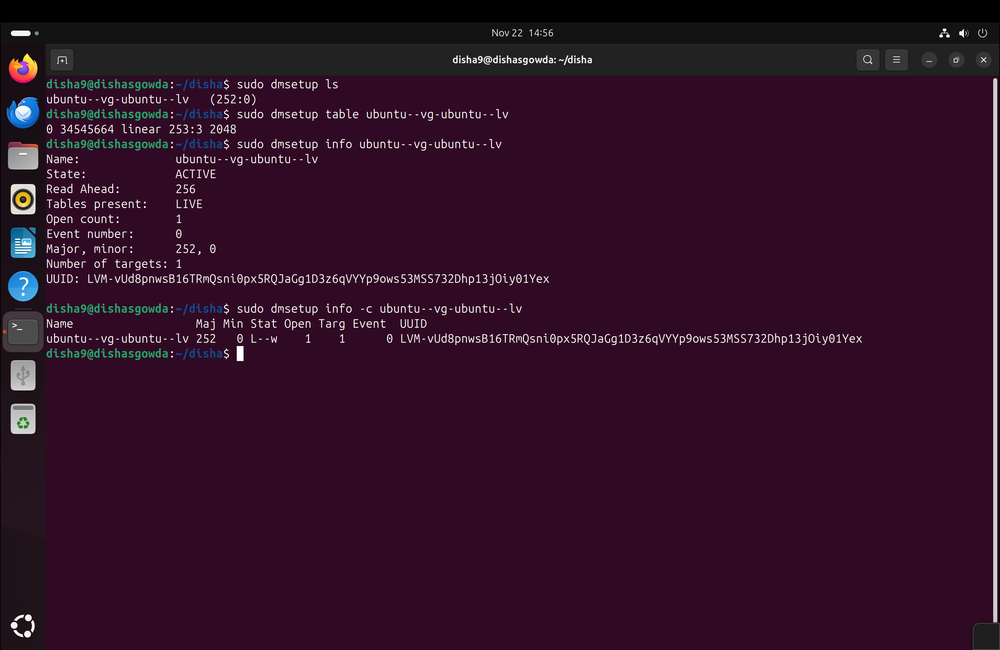 Nov 22 14:56
disha9@dishasgowda: ~/disha
disha9@dishasgowda:~/disha$ sudo dmsetup ls
ubuntu--vg-ubuntu--lv   (252:0)
disha9@dishasgowda:~/disha$ sudo dmsetup table ubuntu--vg-ubuntu--lv
0 34545664 linear 253:3 2048
disha9@dishasgowda:~/disha$ sudo dmsetup info ubuntu--vg-ubuntu--lv
Name:              ubuntu--vg-ubuntu--lv
State:             ACTIVE
Read Ahead:        256
Tables present:    LIVE
Open count:        1
Event number:      0
Major, minor:      252, 0
Number of targets: 1
UUID: LVM-vUd8pnwsB16TRmQsni0px5RQJaGg1D3z6qVYYp9ows53MSS732Dhp13jOiy01Yex
disha9@dishasgowda:~/disha$ sudo dmsetup info -c ubuntu--vg-ubuntu--lv
Name                  Maj Min Stat Open Targ Event  UUID
ubuntu--vg-ubuntu--lv 252   0 L--w    1    1      0 LVM-vUd8pnwsB16TRmQsni0px5RQJaGg1D3z6qVYYp9ows53MSS732Dhp13jOiy01Yex
disha9@dishasgowda:~/disha$